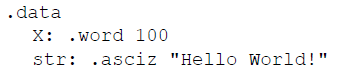 .data
X: .word 100
str: .asciz "Hello World!"